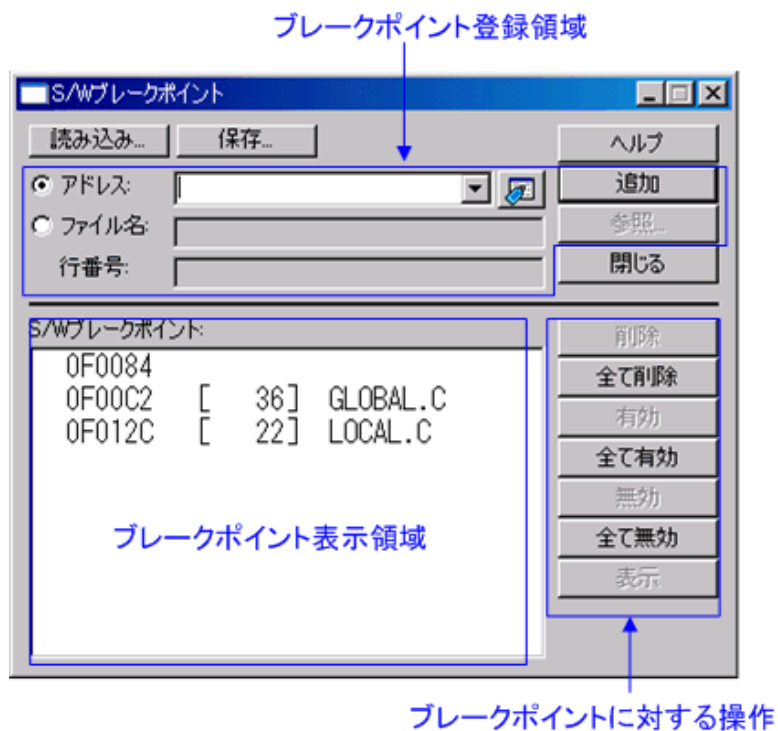 ブレークポイント登録領域
S/Wブレークポイント
読み込み... 保存... ヘルプ
アドレス: 追加
ファイル名: 参照...
行番号: 閉じる
S/Wブレークポイント:
0F0084
0F00C2 [ 36] GLOBAL.C
0F012C [ 22] LOCAL.C
ブレークポイント表示領域
削除
全て削除
有効
全て有効
無効
全て無効
表示
ブレークポイントに対する操作